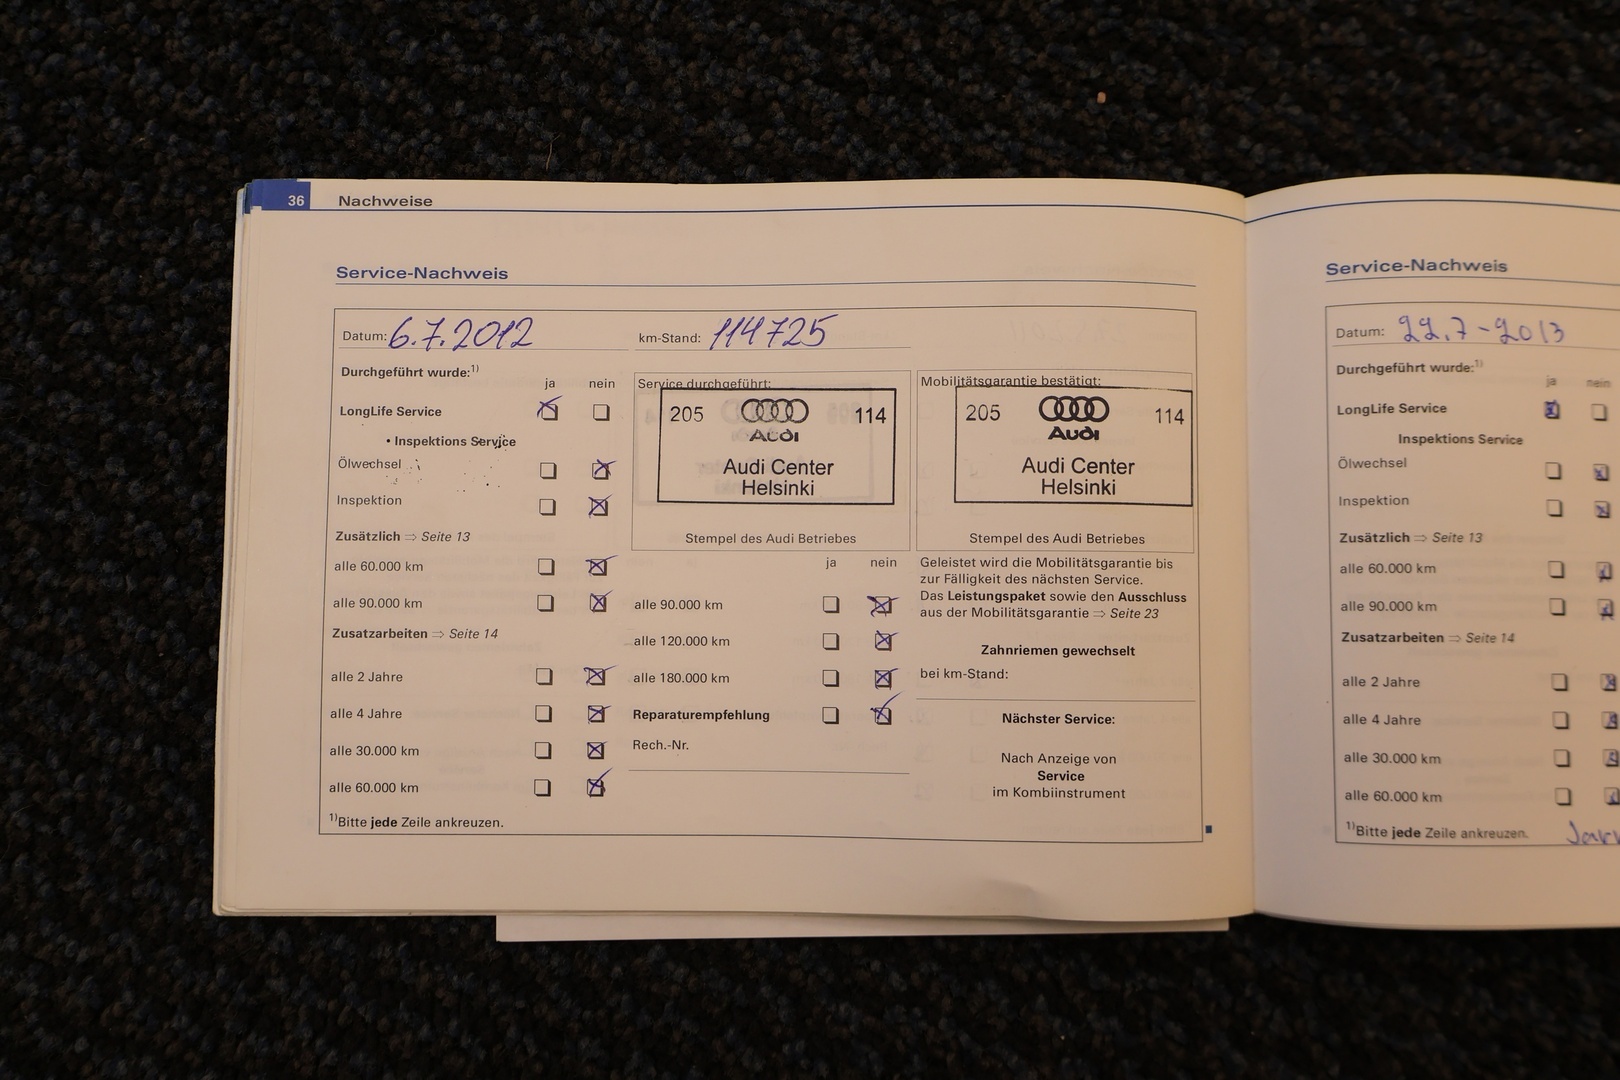 36 Nachweise
Service-Nachweis
Datum: 6.7.2012 km-Stand: 114725
Durchgeführt wurde:1)
ja nein
LongLife Service
• Inspektions Service
Ölwechsel
Inspektion
Zusätzlich ⇒ Seite 13
alle 60.000 km
alle 90.000 km
Zusatzarbeiten ⇒ Seite 14
alle 2 Jahre
alle 4 Jahre
alle 30.000 km
alle 60.000 km
1)Bitte jede Zeile ankreuzen.
Service durchgeführt:
205 114
Audi
Audi Center
Helsinki
Stempel des Audi Betriebes
ja nein
alle 90.000 km
alle 120.000 km
alle 180.000 km
Reparaturempfehlung
Rech.-Nr.
Mobilitätsgarantie bestätigt:
205 114
Audi
Audi Center
Helsinki
Stempel des Audi Betriebes
Geleistet wird die Mobilitätsgarantie bis
zur Fälligkeit des nächsten Service.
Das Leistungspaket sowie den Ausschluss
aus der Mobilitätsgarantie ⇒ Seite 23
Zahnriemen gewechselt
bei km-Stand:
Nächster Service:
Nach Anzeige von
Service
im Kombiinstrument
Service-Nachweis
Datum: 22.7-2013
Durchgeführt wurde:1)
ja nein
LongLife Service
Inspektions Service
Ölwechsel
Inspektion
Zusätzlich ⇒ Seite 13
alle 60.000 km
alle 90.000 km
Zusatzarbeiten ⇒ Seite 14
alle 2 Jahre
alle 4 Jahre
alle 30.000 km
alle 60.000 km
1)Bitte jede Zeile ankreuzen.